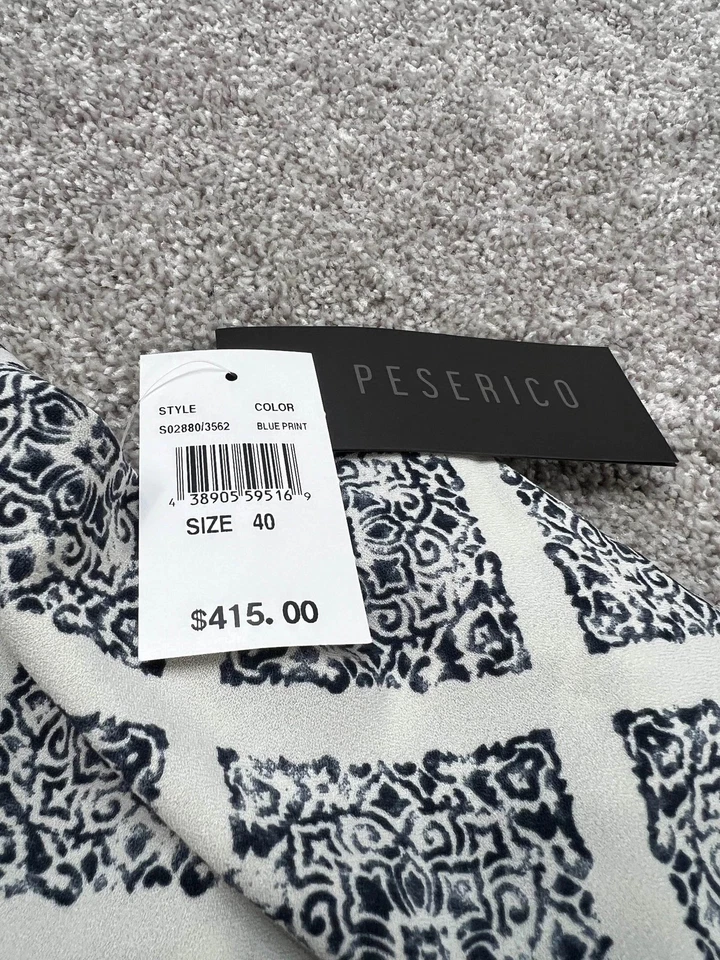 PESERICO
STYLE COLOR
S02880/3562 BLUE PRINT
4 38905 59516 9
SIZE 40
$415.00